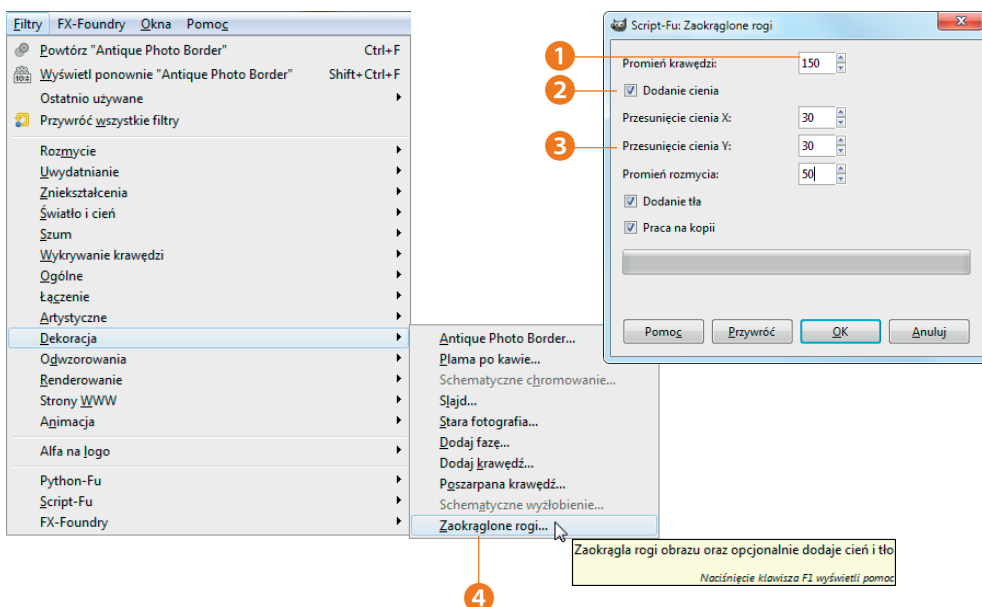 Filtry FX-Foundry Okna Pomoc
Powtórz "Antique Photo Border" Ctrl+F
Wyświetl ponownie "Antique Photo Border" Shift+Ctrl+F
Ostatnio używane
Przywróć wszystkie filtry
Rozmycie
Uwydatnianie
Zniekształcenia
Światło i cień
Szum
Wykrywanie krawędzi
Ogólne
Łączenie
Artystyczne
Dekoracja
Odwzorowania
Renderowanie
Strony WWW
Animacja
Alfa na logo
Python-Fu
Script-Fu
FX-Foundry
Antique Photo Border...
Plama po kawie...
Schematyczne chromowanie...
Slajd...
Stara fotografia...
Dodaj fazę...
Dodaj krawędź...
Poszarpana krawędź...
Schematyczne wyżłobienie...
Zaokrąglone rogi...
4
Zaokrągla rogi obrazu oraz opcjonalnie dodaje cień i tło
Naciśnięcie klawisza F1 wyświetli pomoc
Script-Fu: Zaokrąglone rogi
1
Promień krawędzi: 150
2
Dodanie cienia
Przesunięcie cienia X: 30
3
Przesunięcie cienia Y: 30
Promień rozmycia: 50
Dodanie tła
Praca na kopii
Pomoc Przywróć OK Anuluj